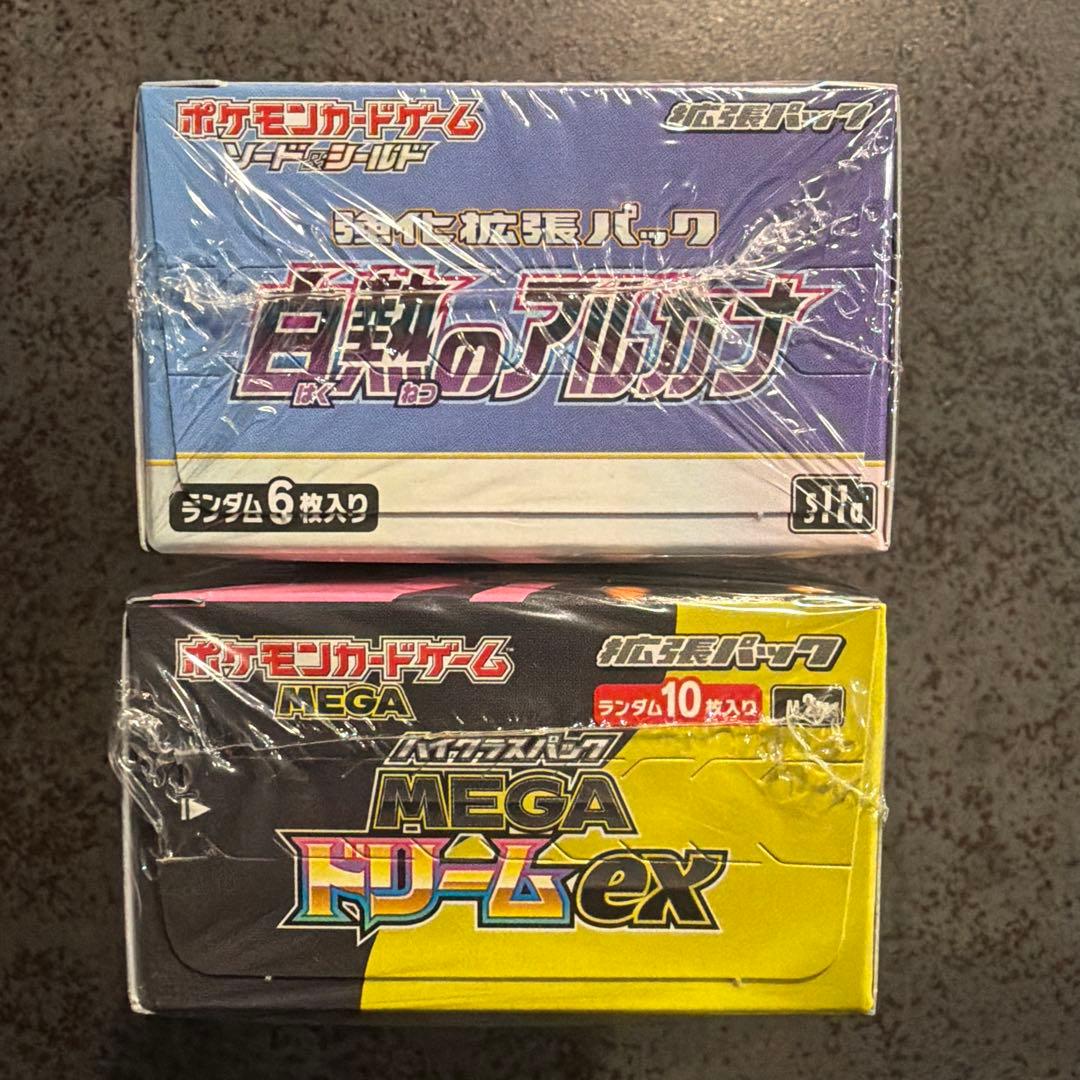 ポケモンカードゲーム 拡張パック
ソード&シールド
強化拡張パック
白熱のアルカナ
はく ねつ
ランダム6枚入り s11a
ポケモンカードゲーム™ 拡張パック
MEGA ランダム10枚入り
ハイクラスパック
MEGA
ドリームex